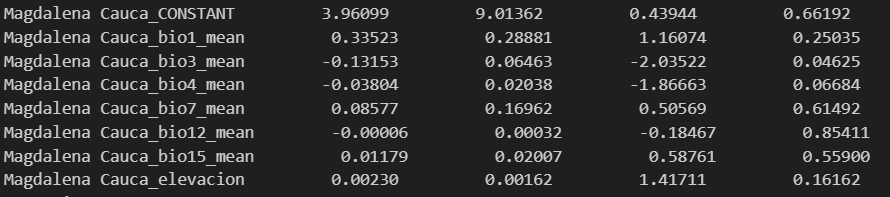 Magdalena Cauca_CONSTANT 3.96099 9.01362 0.43944 0.66192
Magdalena Cauca_bio1_mean 0.33523 0.28881 1.16074 0.25035
Magdalena Cauca_bio3_mean -0.13153 0.06463 -2.03522 0.04625
Magdalena Cauca_bio4_mean -0.03804 0.02038 -1.86663 0.06684
Magdalena Cauca_bio7_mean 0.08577 0.16962 0.50569 0.61492
Magdalena Cauca_bio12_mean -0.00006 0.00032 -0.18467 0.85411
Magdalena Cauca_bio15_mean 0.01179 0.02007 0.58761 0.55900
Magdalena Cauca_elevacion 0.00230 0.00162 1.41711 0.16162